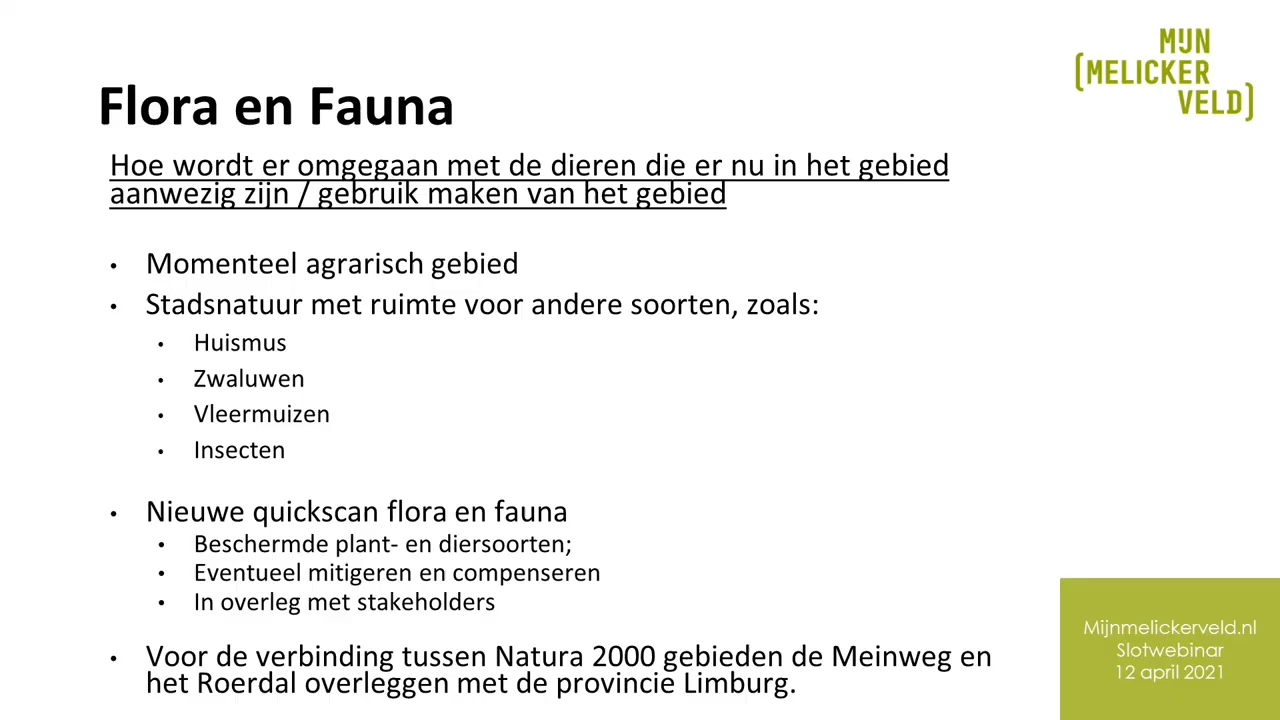 MIJN
(MELICKER
VELD)
Flora en Fauna
Hoe wordt er omgegaan met de dieren die er nu in het gebied
aanwezig zijn / gebruik maken van het gebied
• Momenteel agrarisch gebied
• Stadsnatuur met ruimte voor andere soorten, zoals:
• Huismus
• Zwaluwen
• Vleermuizen
• Insecten
• Nieuwe quickscan flora en fauna
• Beschermde plant- en diersoorten;
• Eventueel mitigeren en compenseren
• In overleg met stakeholders
• Voor de verbinding tussen Natura 2000 gebieden de Meinweg en
het Roerdal overleggen met de provincie Limburg.
Mijnmelickerveld.nl
Slotwebinar
12 april 2021